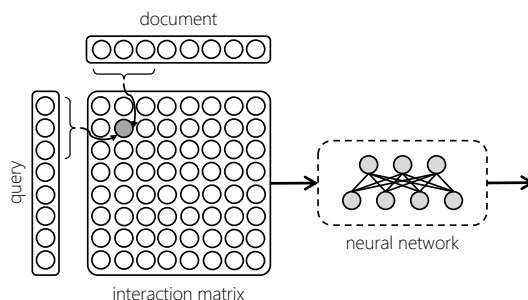 document
query
neural network
interaction matrix